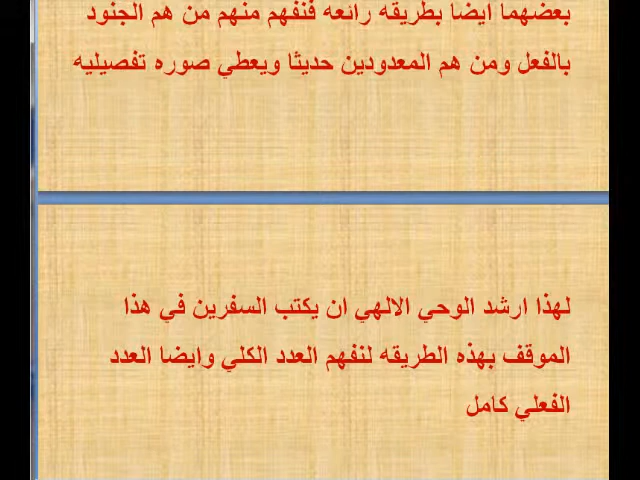 بعضهما ايضا بطريقه رائعه فنفهم منهم من هم الجنود
بالفعل ومن هم المعدودين حديثا ويعطي صوره تفصيليه
لهذا ارشد الوحي الالهي ان يكتب السفرين في هذا
الموقف بهذه الطريقه لنفهم العدد الكلي وايضا العدد
الفعلي كامل